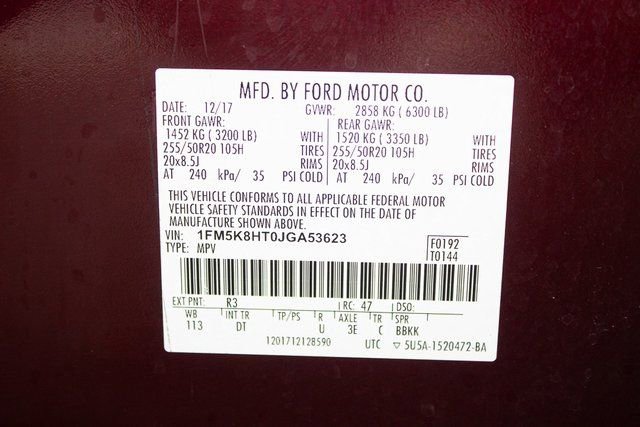 MFD. BY FORD MOTOR CO.
DATE: 12/17 GVWR: 2858 KG ( 6300 LB)
FRONT GAWR: REAR GAWR:
1452 KG ( 3200 LB) WITH 1520 KG ( 3350 LB) WITH
255/50R20 105H TIRES 255/50R20 105H TIRES
20x8.5J RIMS 20x8.5J RIMS
AT 240 kPa/ 35 PSI COLD AT 240 kPa/ 35 PSI COLD
THIS VEHICLE CONFORMS TO ALL APPLICABLE FEDERAL MOTOR
VEHICLE SAFETY STANDARDS IN EFFECT ON THE DATE OF
MANUFACTURE SHOWN ABOVE.
VIN: 1FM5K8HT0JGA53623 F0192
TYPE: MPV T0144
EXT PNT: R3 RC: 47 DSO:
WB INT TR TP/PS R AXLE TR SPR
113 DT U 3E C BBKK
1201712128590 UTC ▽ 5U5A-1520472-BA